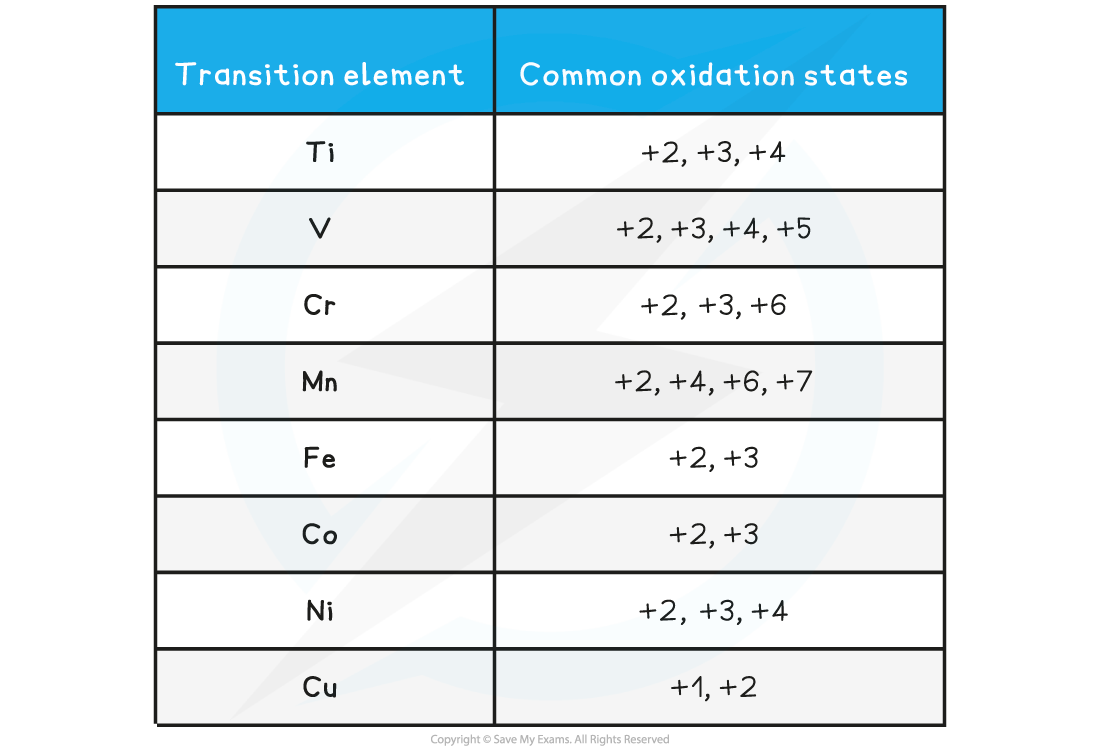 Transition element Common oxidation states
Ti +2, +3, +4
V +2, +3, +4, +5
Cr +2, +3, +6
Mn +2, +4, +6, +7
Fe +2, +3
Co +2, +3
Ni +2, +3, +4
Cu +1, +2
Copyright © Save My Exams. All Rights Reserved